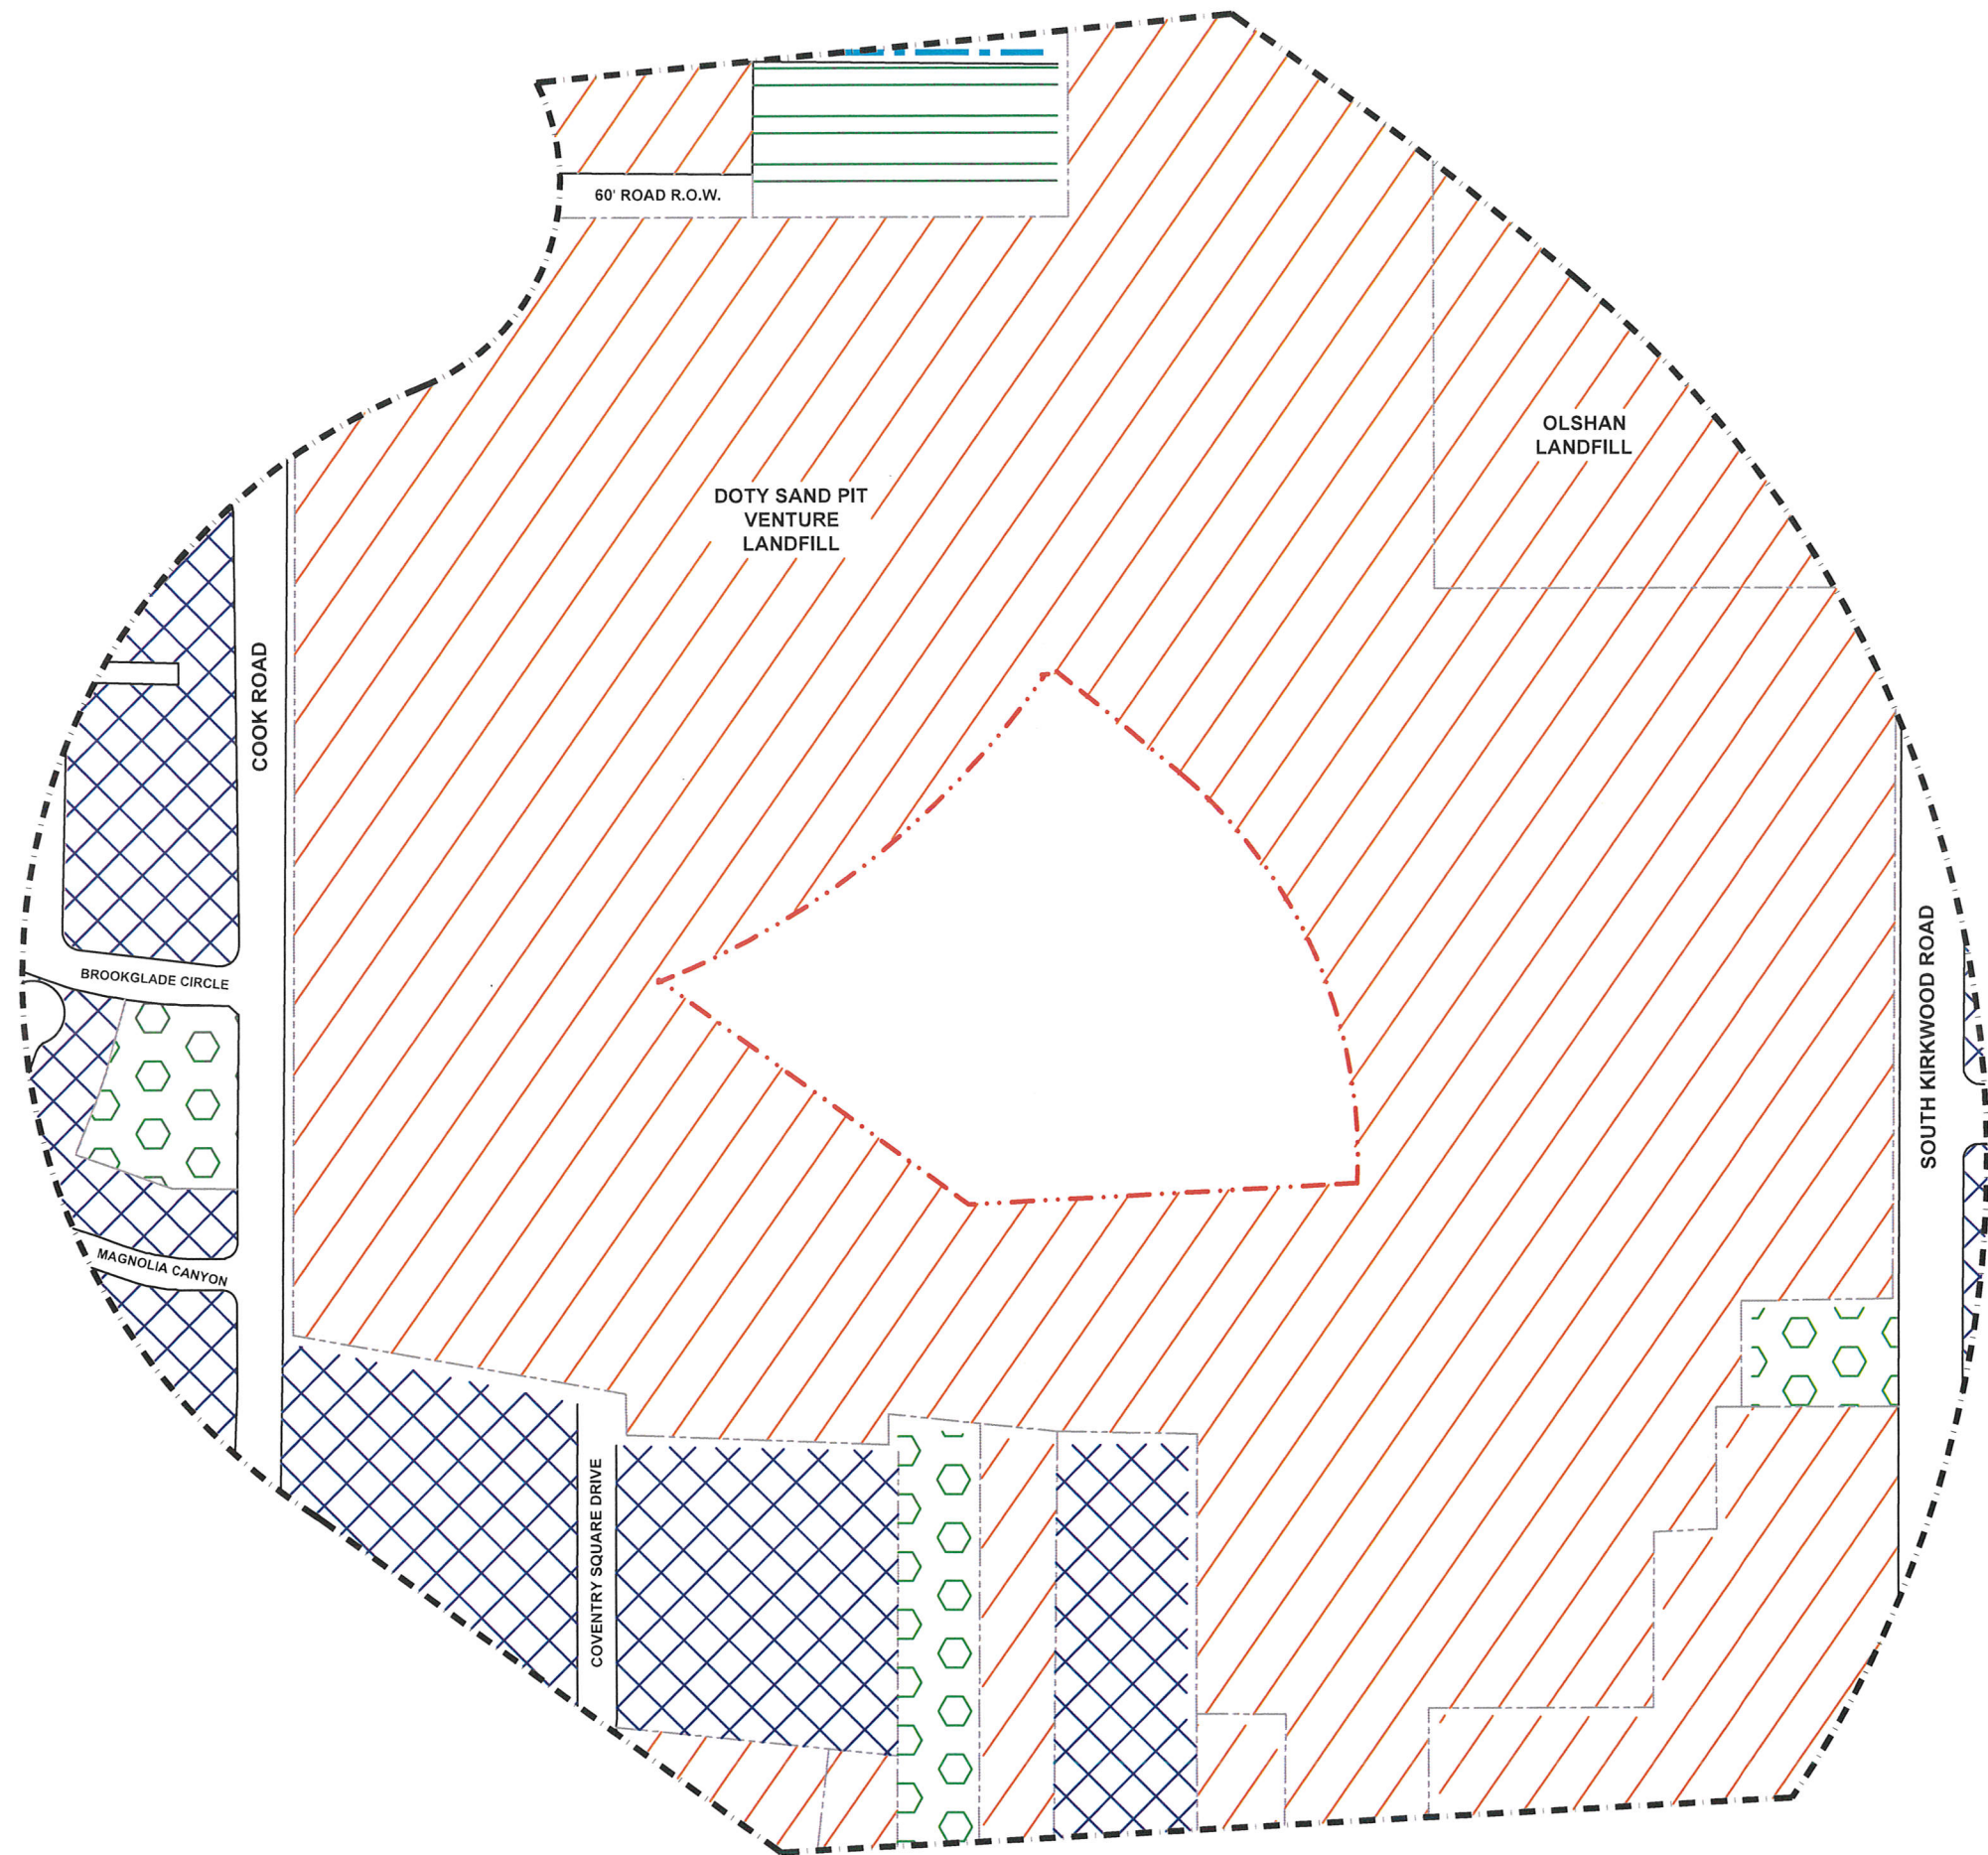 60' ROAD R.O.W.
OLSHAN
LANDFILL
DOTY SAND PIT
VENTURE
LANDFILL
COOK ROAD
BROOKGLADE CIRCLE
SOUTH KIRKWOOD ROAD
MAGNOLIA CANYON
COVENTRY SQUARE DRIVE